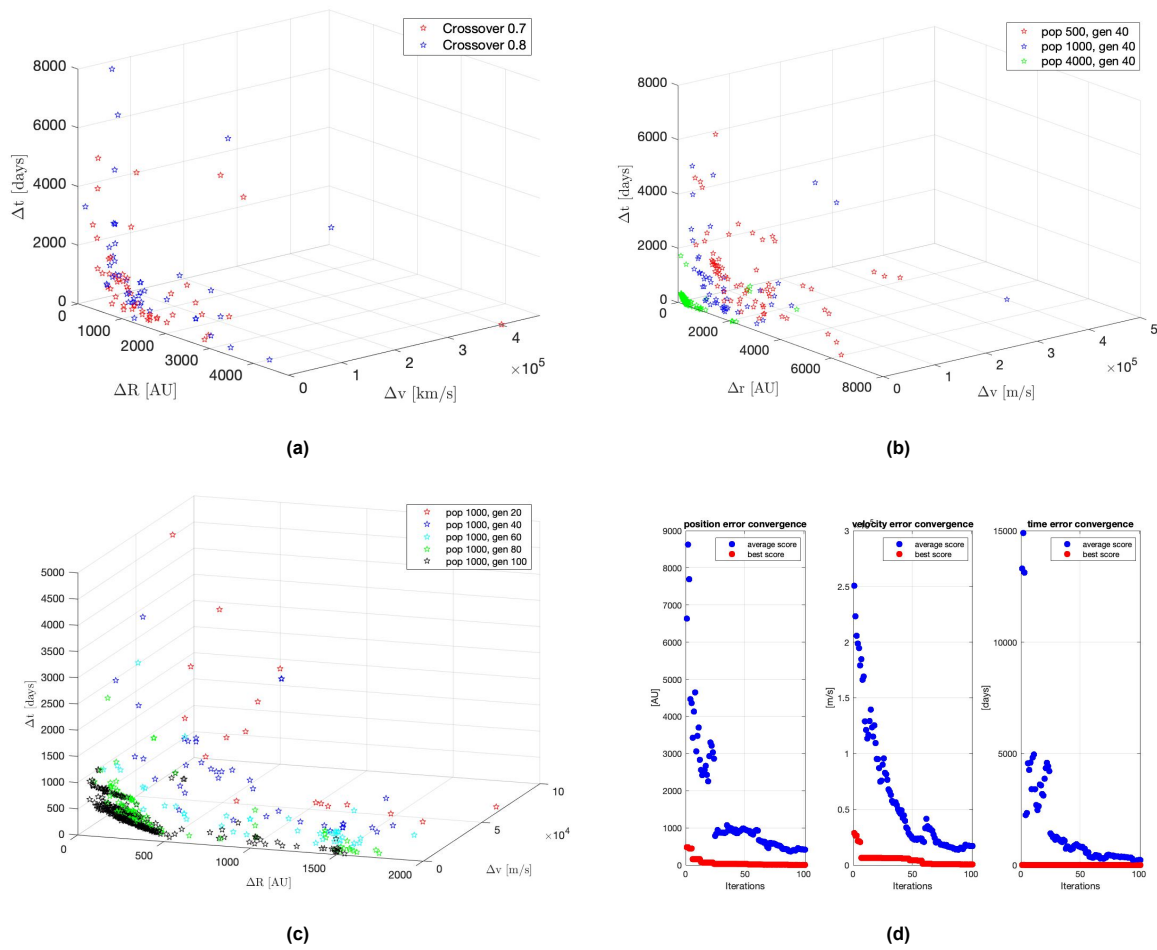 Crossover 0.7
Crossover 0.8
8000
6000
4000
2000
0
Δt [days]
0
1000
2000
3000
4000
ΔR [AU]
0
1
2
3
4
×10⁵
Δv [km/s]
(a)
pop 500, gen 40
pop 1000, gen 40
pop 4000, gen 40
8000
6000
4000
2000
0
Δt [days]
0
2000
4000
6000
8000
Δr [AU]
0
1
2
3
4
5
×10⁵
Δv [m/s]
(b)
pop 1000, gen 20
pop 1000, gen 40
pop 1000, gen 60
pop 1000, gen 80
pop 1000, gen 100
5000
4500
4000
3500
3000
2500
2000
1500
1000
500
0
Δt [days]
0
500
1000
1500
2000
ΔR [AU]
0
5
10
×10⁴
Δv [m/s]
(c)
position error convergence
average score
best score
9000
8000
7000
6000
5000
4000
3000
2000
1000
0
[AU]
0 50 100
Iterations
velocity error convergence
average score
best score
3
2.5
2
1.5
1
0.5
0
[m/s]
0 50 100
Iterations
time error convergence
average score
best score
15000
10000
5000
0
[days]
0 50 100
Iterations
(d)